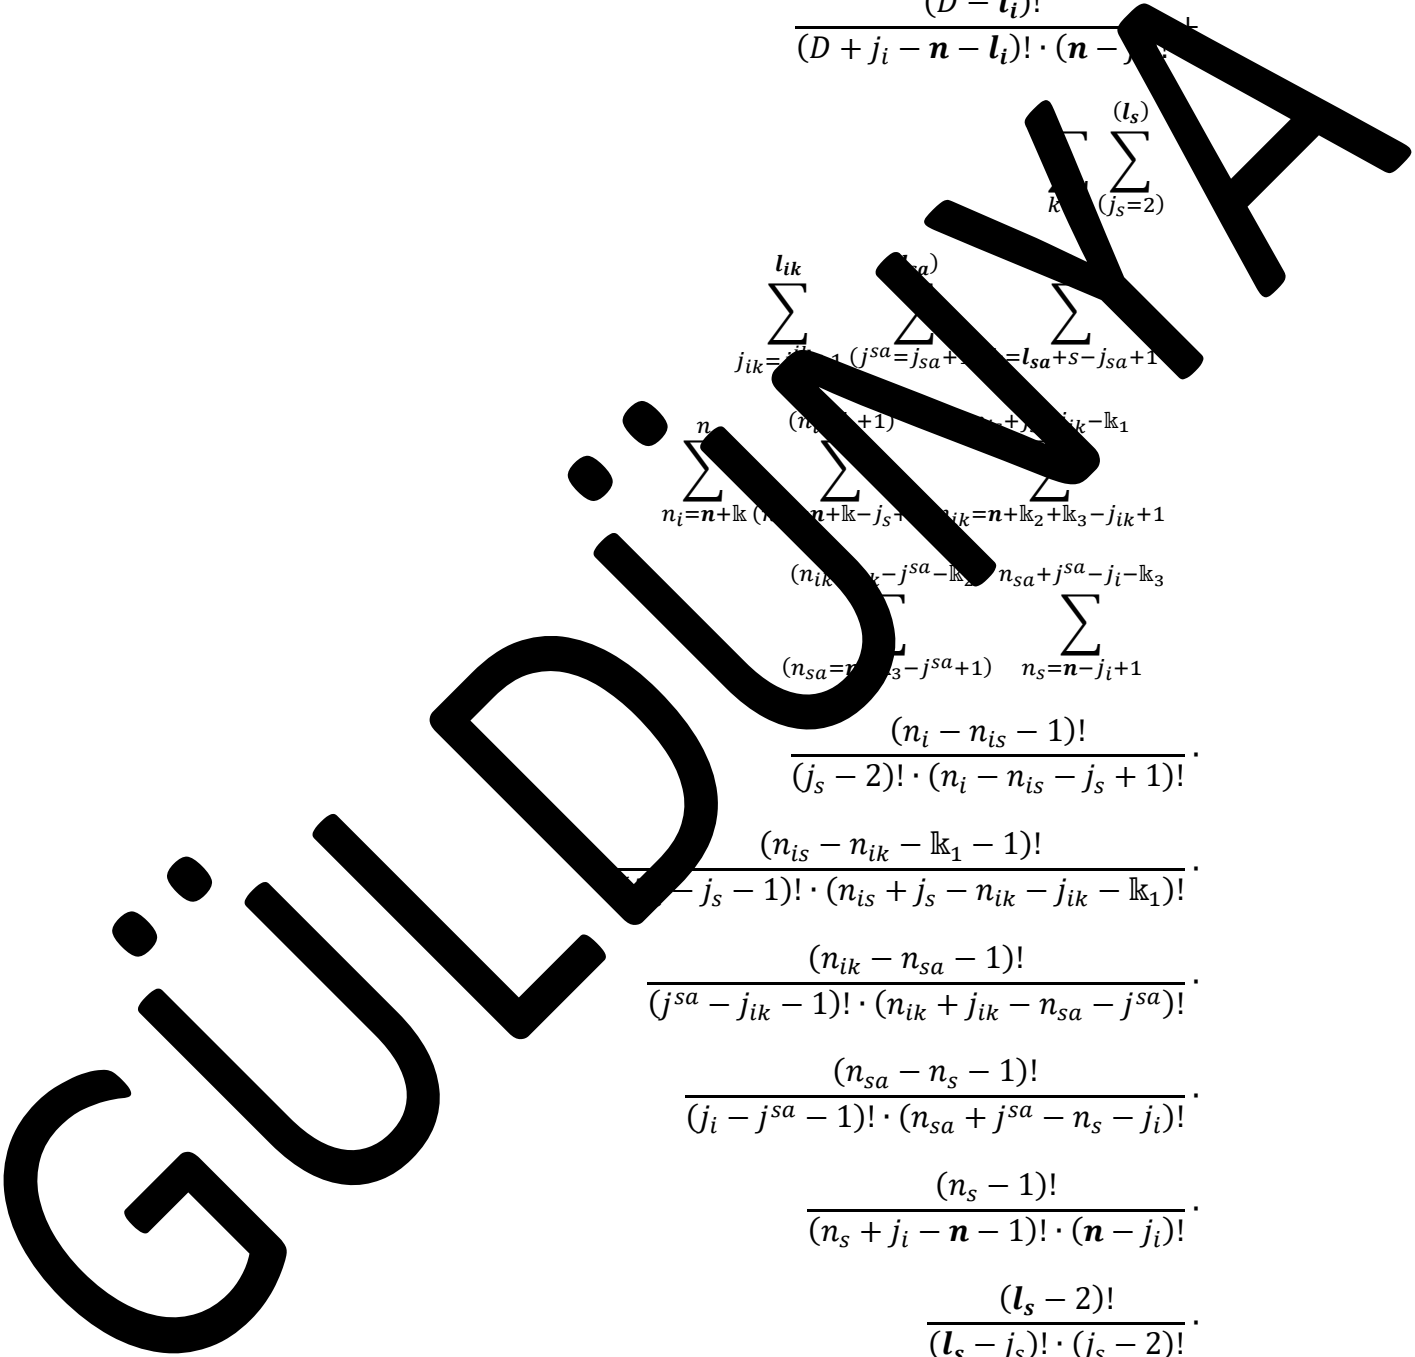 (D − l_i)!
(D + j_i − n − l_i)! · (n − j
+
(l_s)
∑
k (j_s=2)
l_ik
∑ ∑ ∑
j_ik= (j^sa=j_sa+ =l_sa+s−j_sa+1
n +1) −𝕜_1
∑ ∑ ∑
n_i=n+𝕜 n+𝕜−j_s+ =n+𝕜_2+𝕜_3−j_ik+1
(n_ik −j^sa− n_sa+j^sa−j_i−𝕜_3
∑ ∑
(n_sa= −j^sa+1) n_s=n−j_i+1
(n_i − n_is − 1)!
(j_s − 2)! · (n_i − n_is − j_s + 1)! ·
(n_is − n_ik − 𝕜_1 − 1)!
− j_s − 1)! · (n_is + j_s − n_ik − j_ik − 𝕜_1)! ·
(n_ik − n_sa − 1)!
(j^sa − j_ik − 1)! · (n_ik + j_ik − n_sa − j^sa)! ·
(n_sa − n_s − 1)!
(j_i − j^sa − 1)! · (n_sa + j^sa − n_s − j_i)! ·
(n_s − 1)!
(n_s + j_i − n − 1)! · (n − j_i)! ·
(l_s − 2)!
(l_s − j_s)! · (j_s − 2)! ·
GÜLDÜNYA